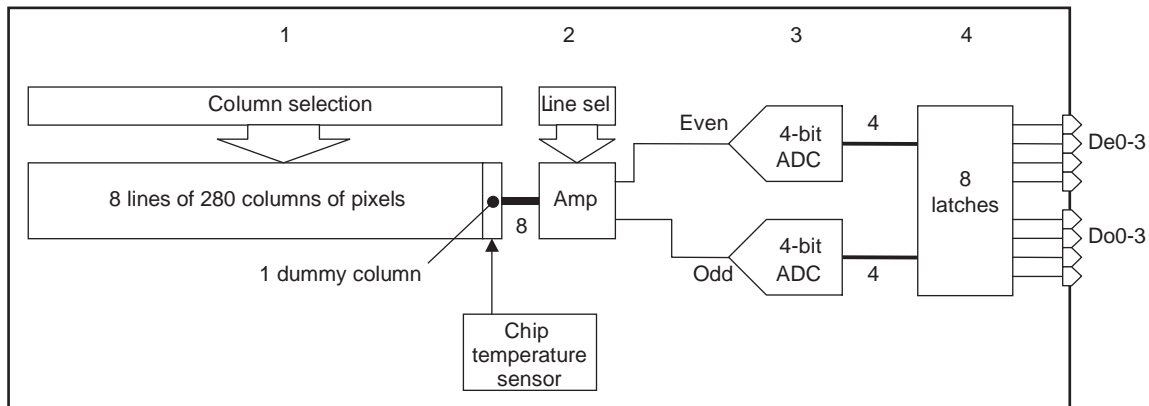 1
2
3
4
Column selection
Line sel
8 lines of 280 columns of pixels
Amp
8
Even
4-bit
ADC
4
Odd
4-bit
ADC
4
8
latches
De0-3
Do0-3
1 dummy column
Chip
temperature
sensor